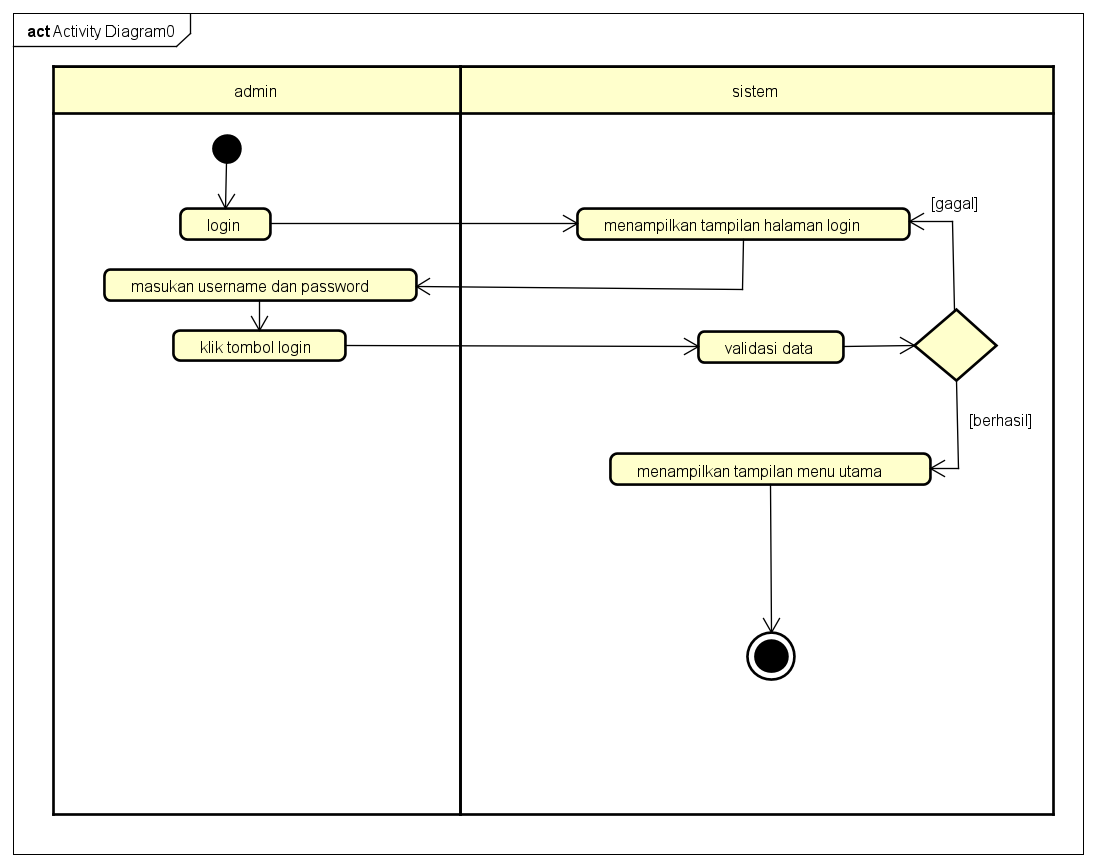 act Activity Diagram0
admin
sistem
login
menampilkan tampilan halaman login
[gagal]
masukan username dan password
klik tombol login
validasi data
[berhasil]
menampilkan tampilan menu utama